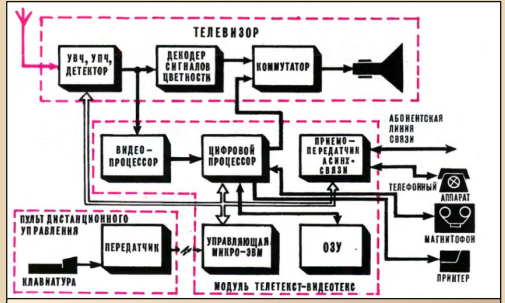 ТЕЛЕВИЗОР
УВЧ, УПЧ,
ДЕТЕКТОР
ДЕКОДЕР
СИГНАЛОВ
ЦВЕТНОСТИ
КОММУТАТОР
ВИДЕО-
ПРОЦЕССОР
ЦИФРОВОЙ
ПРОЦЕССОР
ПРИЕМО-
ПЕРЕДАТЧИК
АСИНХ-
СВЯЗИ
АБОНЕНТСКАЯ
ЛИНИЯ
СВЯЗИ
ТЕЛЕФОННЫЙ
АППАРАТ
МАГНИТОФОН
ПРИНТЕР
ПУЛЬТ ДИСТАНЦИОННОГО
УПРАВЛЕНИЯ
ПЕРЕДАТЧИК
КЛАВИАТУРА
УПРАВЛЯЮЩАЯ
МИКРО-ЭВМ
ОЗУ
МОДУЛЬ ТЕЛЕТЕКСТ-ВИДЕОТЕКС